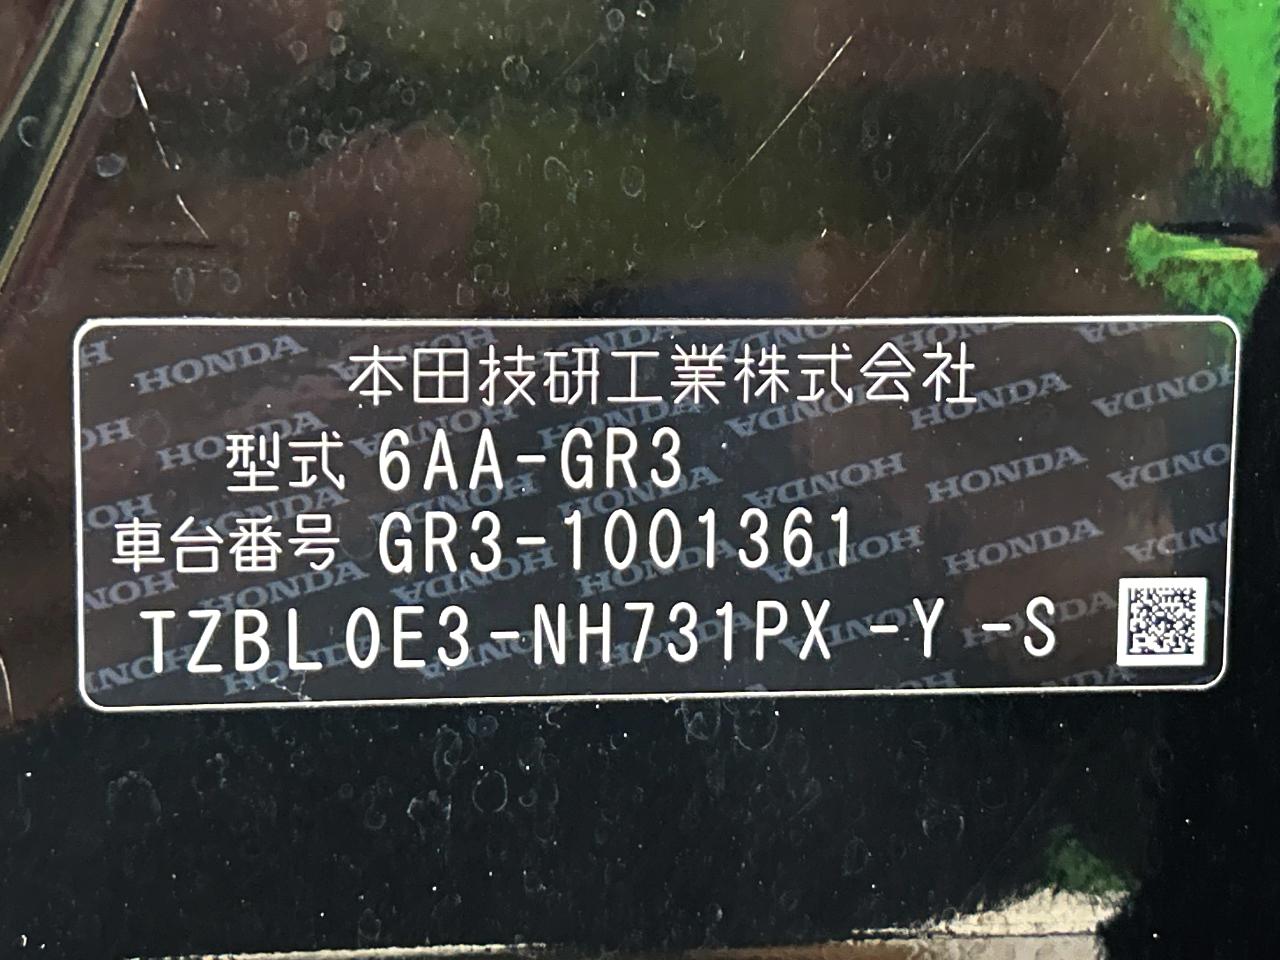 本田技研工業株式会社
型式 6AA-GR3
車台番号 GR3-1001361
TZBL0E3-NH731PX-Y-S